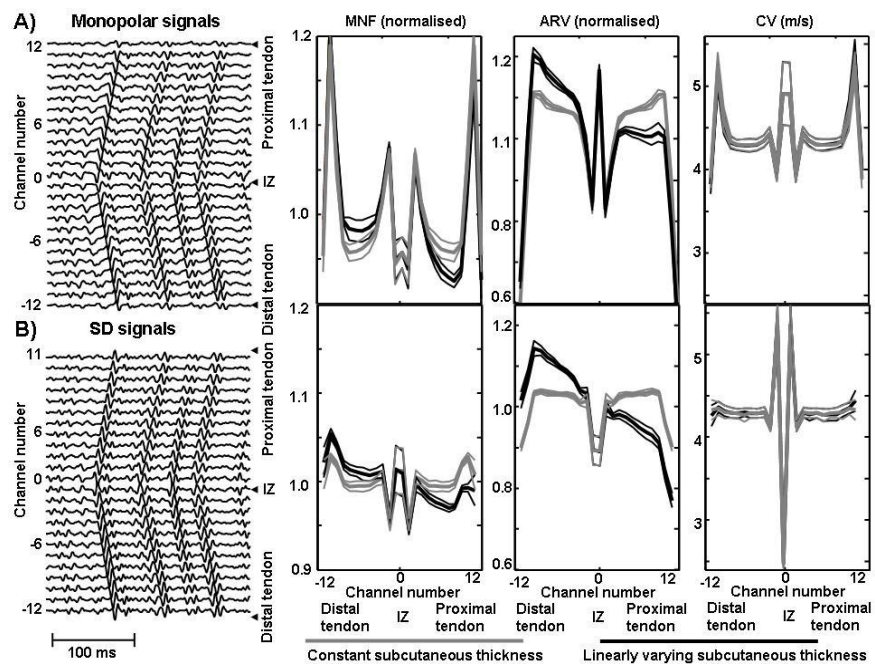 A) Monopolar signals
MNF (normalised)
ARV (normalised)
CV (m/s)
12
6
0
-6
-12
Channel number
Proximal tendon
IZ
Distal tendon
1.2
1.1
1.0
1.2
1.1
0.8
0.6
5
4
3
B) SD signals
11
6
0
-6
-12
Channel number
Proximal tendon
IZ
Distal tendon
100 ms
1.2
1.1
1.0
0.9
1.2
1.0
0.8
0.6
5
4
3
-12 0 12
Channel number
Distal tendon
IZ
Proximal tendon
-12 0 12
Channel number
Distal tendon
IZ
Proximal tendon
-12 0 12
Channel number
Distal tendon
IZ
Proximal tendon
Constant subcutaneous thickness
Linearly varying subcutaneous thickness